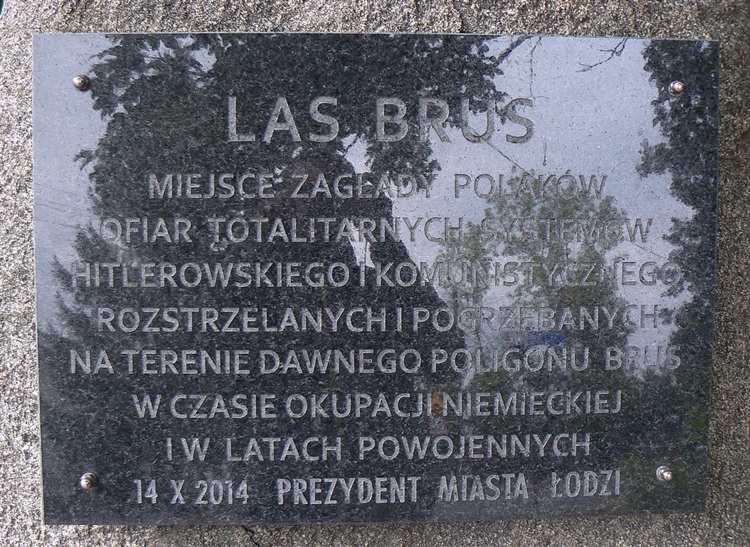 LAS BRUS
MIEJSCE ZAGŁADY POLAKÓW
OFIAR TOTALITARNYCH SYSTEMÓW
HITLEROWSKIEGO I KOMUNISTYCZNEGO
ROZSTRZELANYCH I POGRZEBANYCH
NA TERENIE DAWNEGO POLIGONU BRUS
W CZASIE OKUPACJI NIEMIECKIEJ
I W LATACH POWOJENNYCH
14 X 2014 PREZYDENT MIASTA ŁODZI